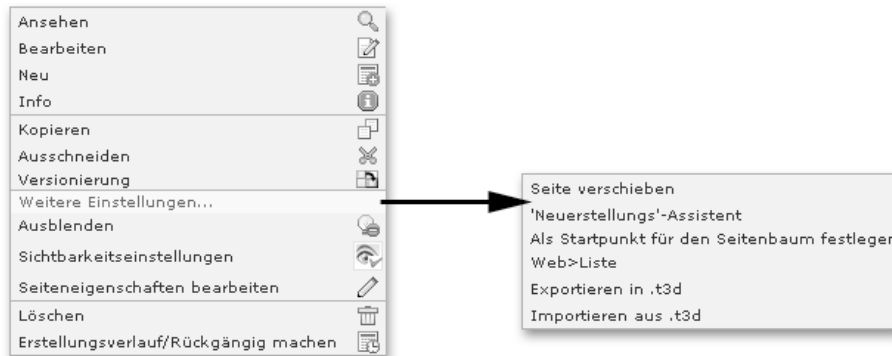 Ansehen
Bearbeiten
Neu
Info
Kopieren
Ausschneiden
Versionierung
Weitere Einstellungen...
Ausblenden
Sichtbarkeitseinstellungen
Seiteneigenschaften bearbeiten
Löschen
Erstellungsverlauf/Rückgängig machen
Seite verschieben
'Neuerstellungs'-Assistent
Als Startpunkt für den Seitenbaum festlegen
Web>Liste
Exportieren in .t3d
Importieren aus .t3d